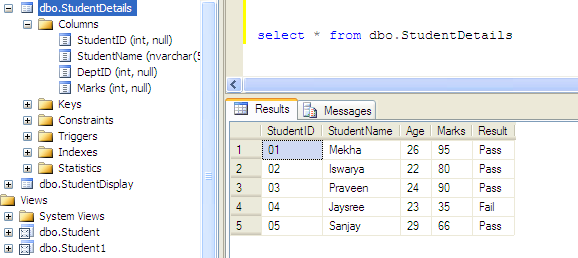 dbo.StudentDetails
Columns
StudentID (int, null)
StudentName (nvarchar(5
DeptID (int, null)
Marks (int, null)
Keys
Constraints
Triggers
Indexes
Statistics
dbo.StudentDisplay
Views
System Views
dbo.Student
dbo.Student1
select * from dbo.StudentDetails
Results Messages
StudentID StudentName Age Marks Result
1 01 Mekha 26 95 Pass
2 02 Iswarya 22 80 Pass
3 03 Praveen 24 90 Pass
4 04 Jaysree 23 35 Fail
5 05 Sanjay 29 66 Pass